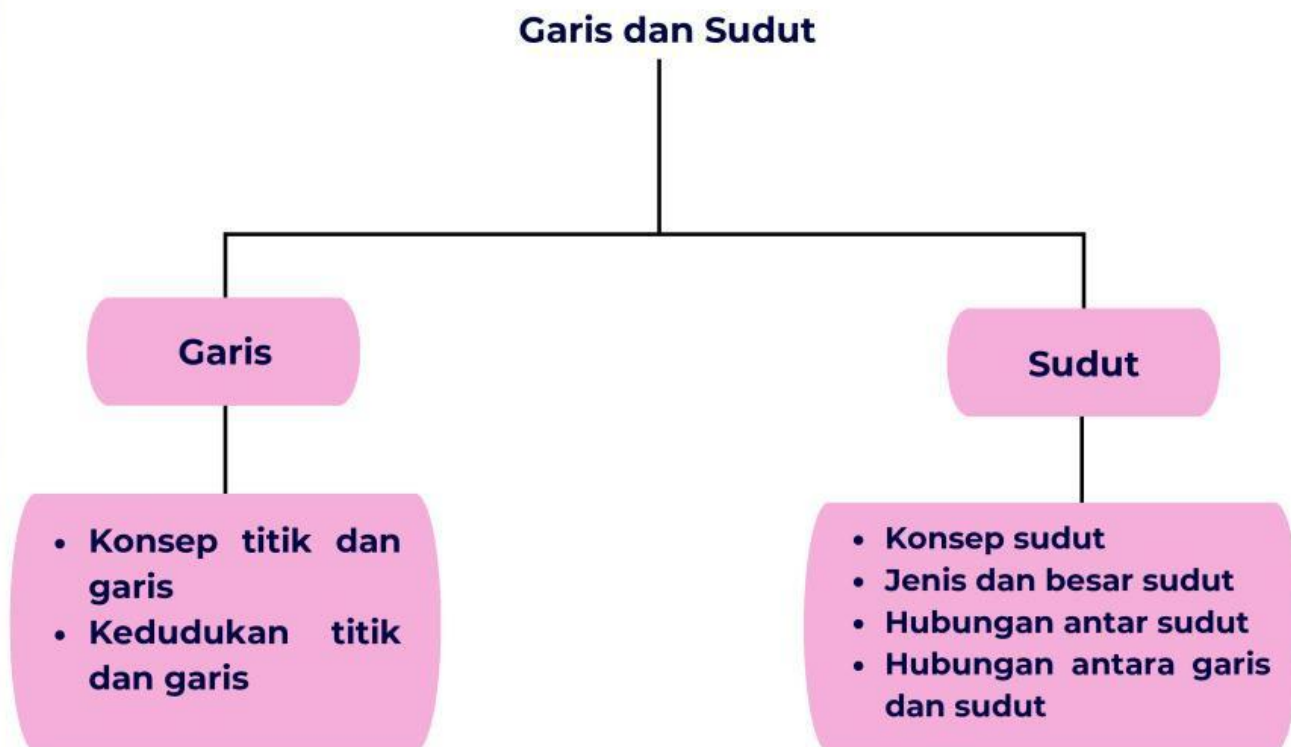 Garis dan Sudut
Garis
Sudut
• Konsep titik dan
garis
• Kedudukan titik
dan garis
• Konsep sudut
• Jenis dan besar sudut
• Hubungan antar sudut
• Hubungan antara garis
dan sudut